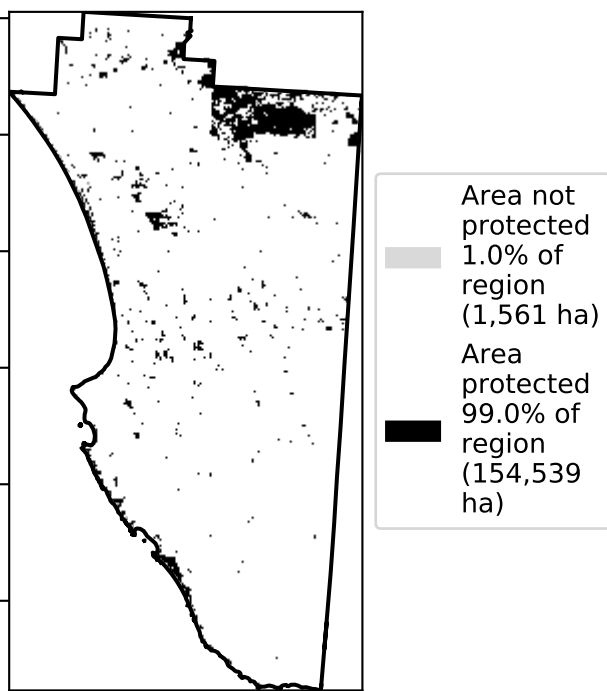 Area not
protected
1.0% of
region
(1,561 ha)
Area
protected
99.0% of
region
(154,539
ha)